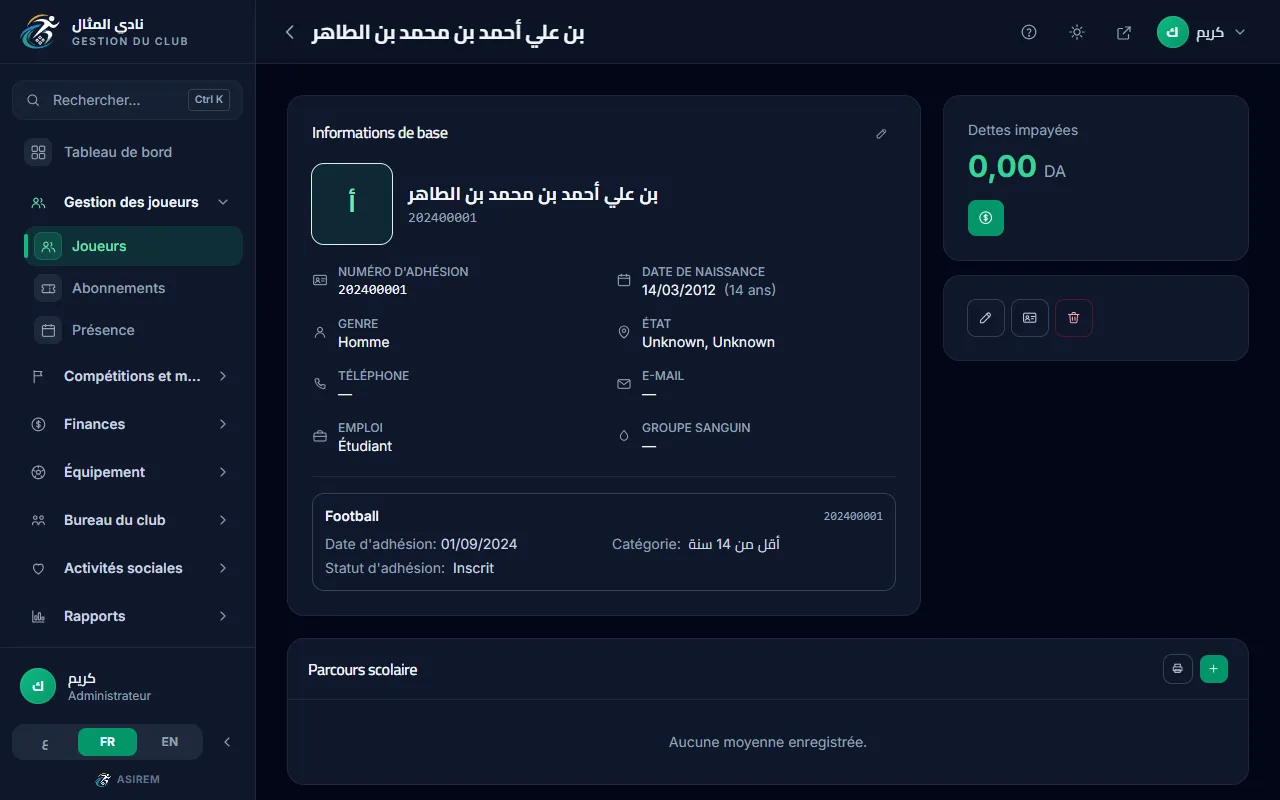 نادي المثال
GESTION DU CLUB
Rechercher...
Ctrl K
Tableau de bord
Gestion des joueurs
Joueurs
Abonnements
Présence
Compétitions et m...
Finances
Équipement
Bureau du club
Activités sociales
Rapports
ك
كريم
Administrateur
ع
FR
EN
ASIREM
بن علي أحمد بن محمد بن الطاهر
ك
كريم
Informations de base
أ
بن علي أحمد بن محمد بن الطاهر
202400001
NUMÉRO D'ADHÉSION
202400001
DATE DE NAISSANCE
14/03/2012 (14 ans)
GENRE
Homme
ÉTAT
Unknown, Unknown
TÉLÉPHONE
—
E-MAIL
—
EMPLOI
Étudiant
GROUPE SANGUIN
—
Football
202400001
Date d'adhésion: 01/09/2024
Catégorie: أقل من 14 سنة
Statut d'adhésion: Inscrit
Dettes impayées
0,00 DA
Parcours scolaire
Aucune moyenne enregistrée.